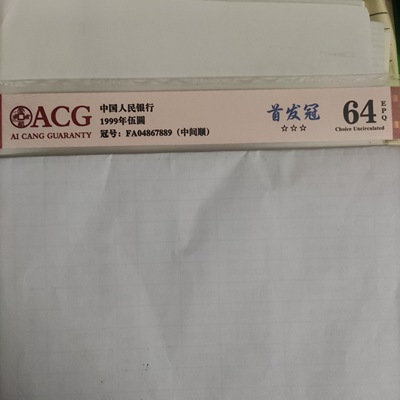 ACG
AI CANG GUARANTY
中国人民银行
1999年伍圆
冠号：FA04867889（中间顺）
首发冠
☆☆☆
64 EPQ
Choice Uncirculated